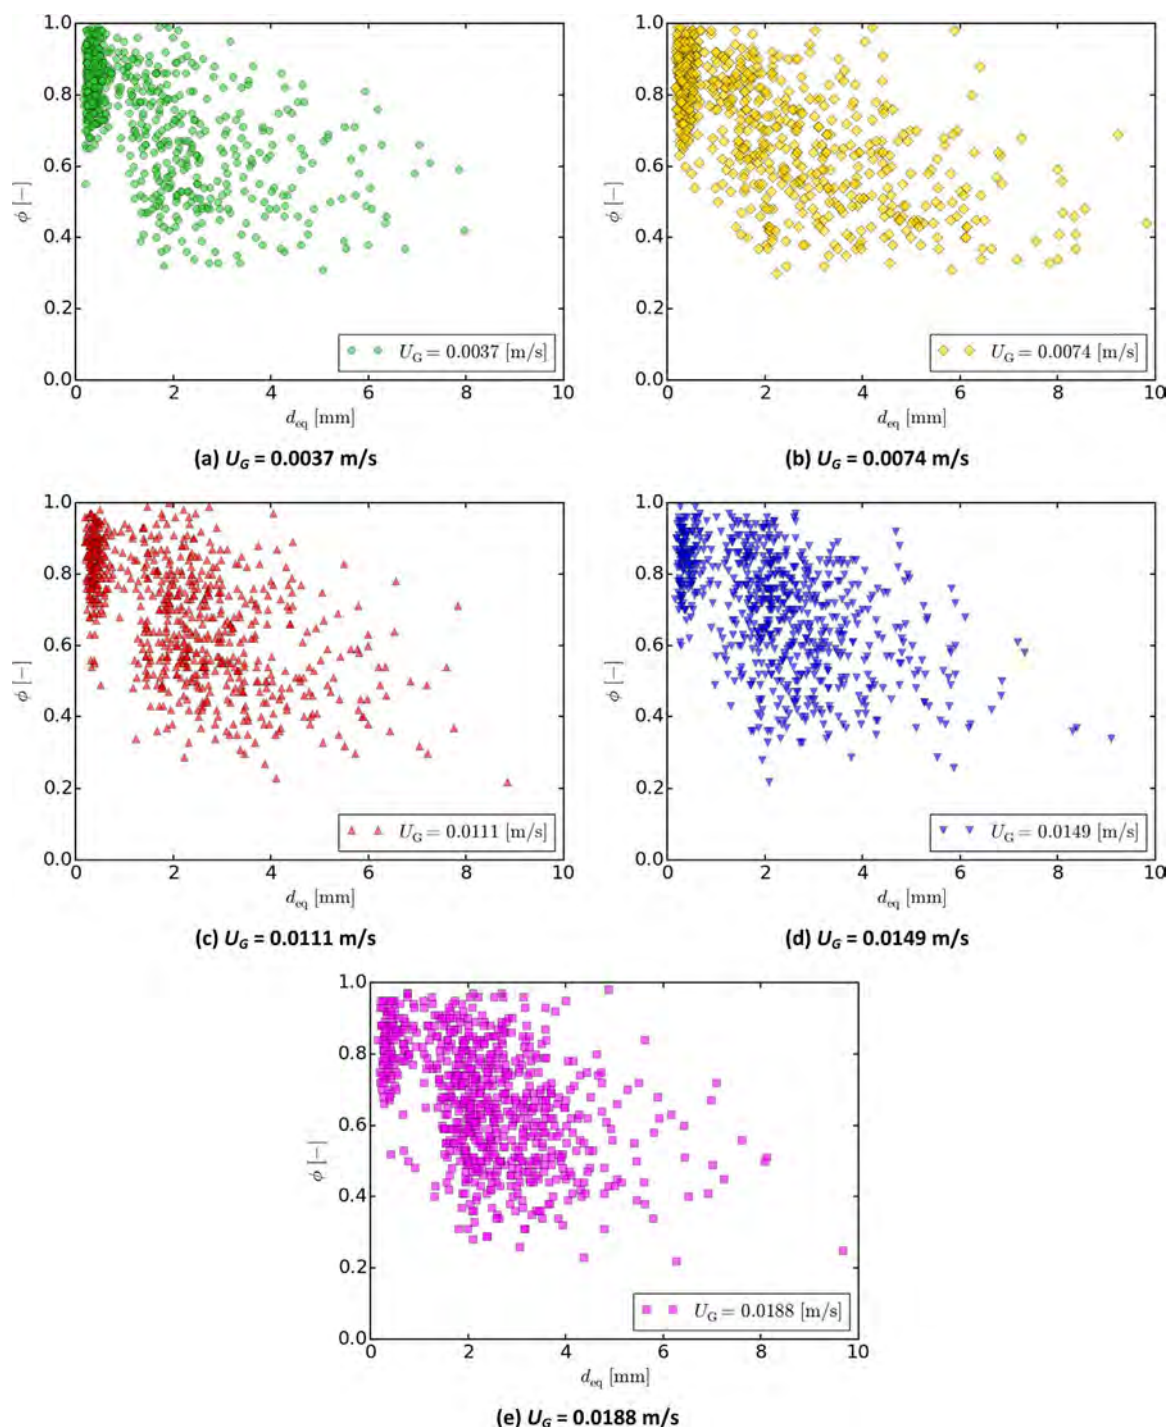 1.0 1.0
0.8 0.8
0.6 0.6
ϕ [−] ϕ [−]
0.4 0.4
0.2 0.2
U_G = 0.0037 [m/s] U_G = 0.0074 [m/s]
0.0 0.0
0 2 4 6 8 10 0 2 4 6 8 10
d_eq [mm] d_eq [mm]
(a) U_G = 0.0037 m/s (b) U_G = 0.0074 m/s
1.0 1.0
0.8 0.8
0.6 0.6
ϕ [−] ϕ [−]
0.4 0.4
0.2 0.2
U_G = 0.0111 [m/s] U_G = 0.0149 [m/s]
0.0 0.0
0 2 4 6 8 10 0 2 4 6 8 10
d_eq [mm] d_eq [mm]
(c) U_G = 0.0111 m/s (d) U_G = 0.0149 m/s
1.0
0.8
0.6
ϕ [−]
0.4
0.2
U_G = 0.0188 [m/s]
0.0
0 2 4 6 8 10
d_eq [mm]
(e) U_G = 0.0188 m/s